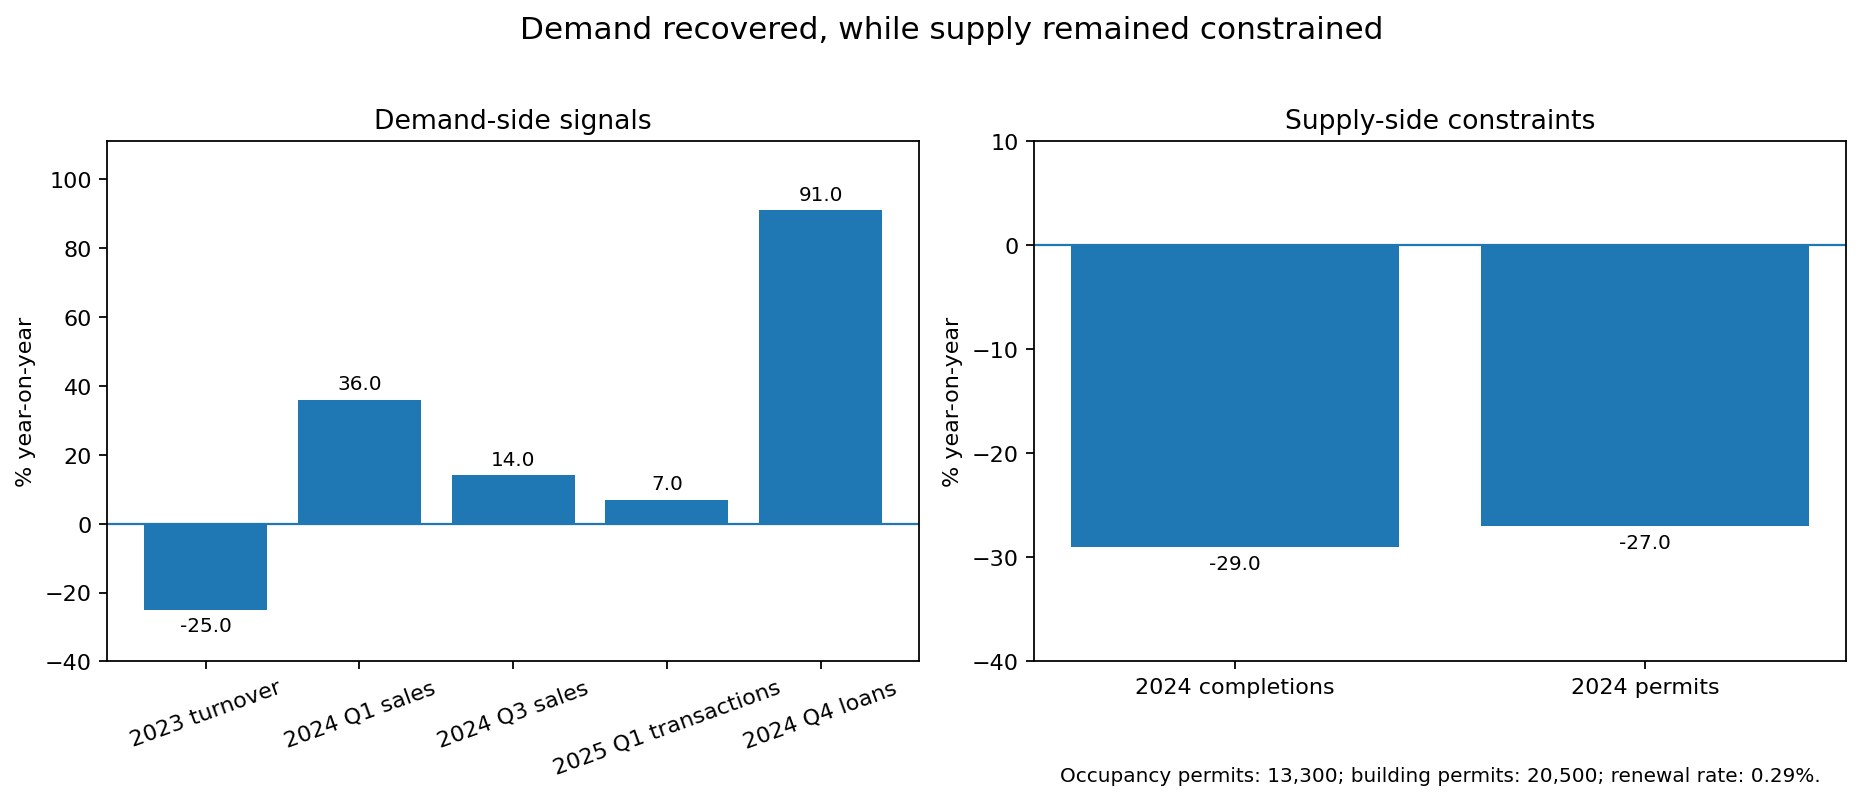 Demand recovered, while supply remained constrained
Demand-side signals
% year-on-year
100
80
60
40
20
0
−20
−40
-25.0
36.0
14.0
7.0
91.0
2023 turnover
2024 Q1 sales
2024 Q3 sales
2025 Q1 transactions
2024 Q4 loans
Supply-side constraints
% year-on-year
10
0
−10
−20
−30
−40
-29.0
-27.0
2024 completions
2024 permits
Occupancy permits: 13,300; building permits: 20,500; renewal rate: 0.29%.